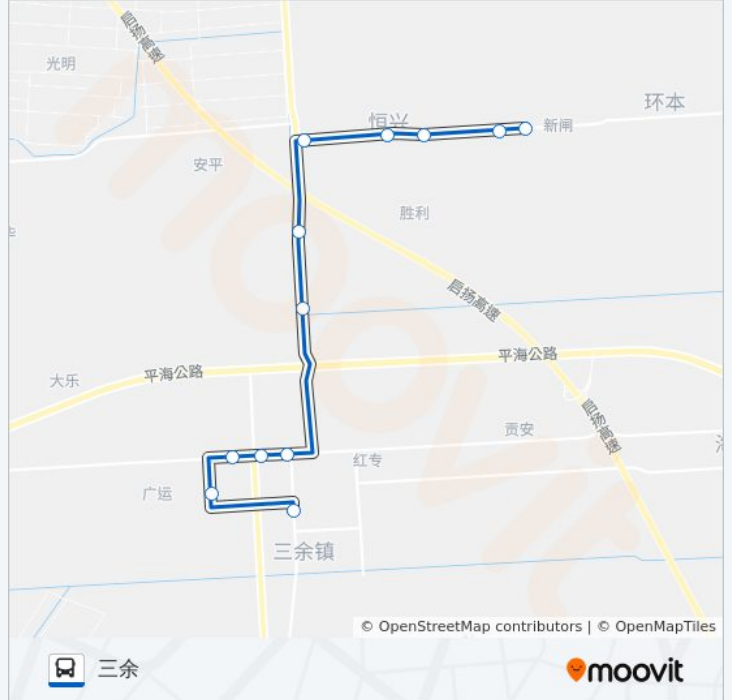 启扬高速
光明
环本
恒兴
新闸
安平
胜利
启扬高速
平海公路
平海公路
大乐
启扬高速
贡安
红专
广运
三余镇
© OpenStreetMap contributors | © OpenMapTiles
三余
moovit
moovit